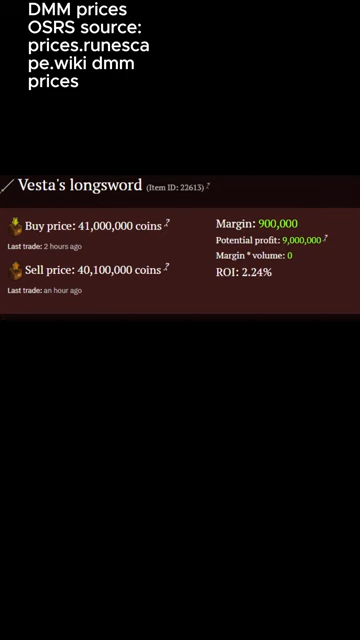 DMM prices
OSRS source:
prices.runesca
pe.wiki dmm
prices
Vesta's longsword (Item ID: 22613) ?
Buy price: 41,000,000 coins ?
Last trade: 2 hours ago
Sell price: 40,100,000 coins ?
Last trade: an hour ago
Margin: 900,000
Potential profit: 9,000,000 ?
Margin * volume: 0
ROI: 2.24%